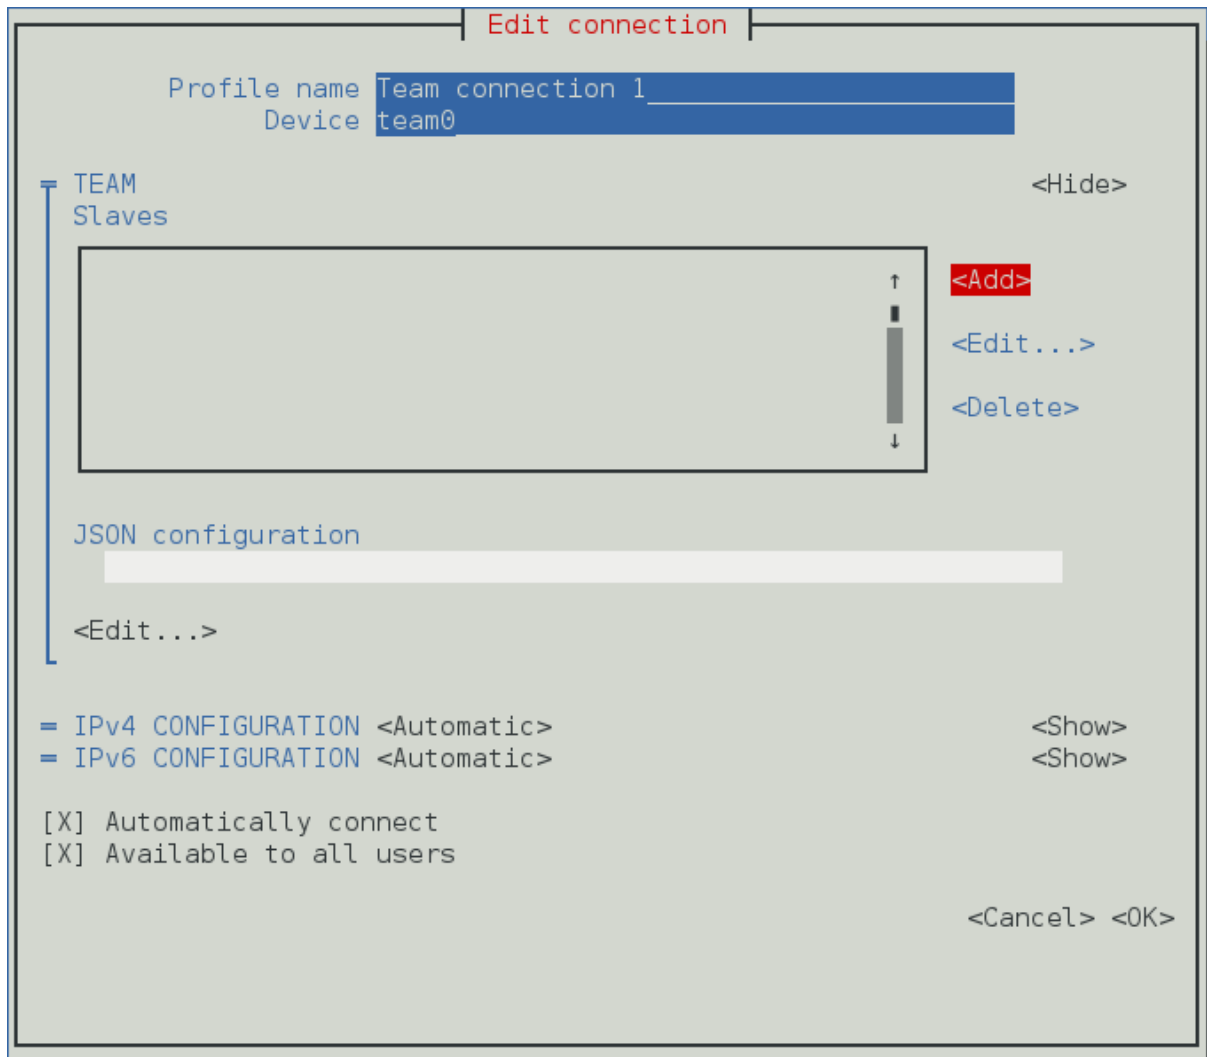 Edit connection
Profile name Team connection 1
Device team0
TEAM <Hide>
Slaves
↑ <Add>
<Edit...>
<Delete>
↓
JSON configuration
<Edit...>
= IPv4 CONFIGURATION <Automatic> <Show>
= IPv6 CONFIGURATION <Automatic> <Show>
[X] Automatically connect
[X] Available to all users
<Cancel> <OK>